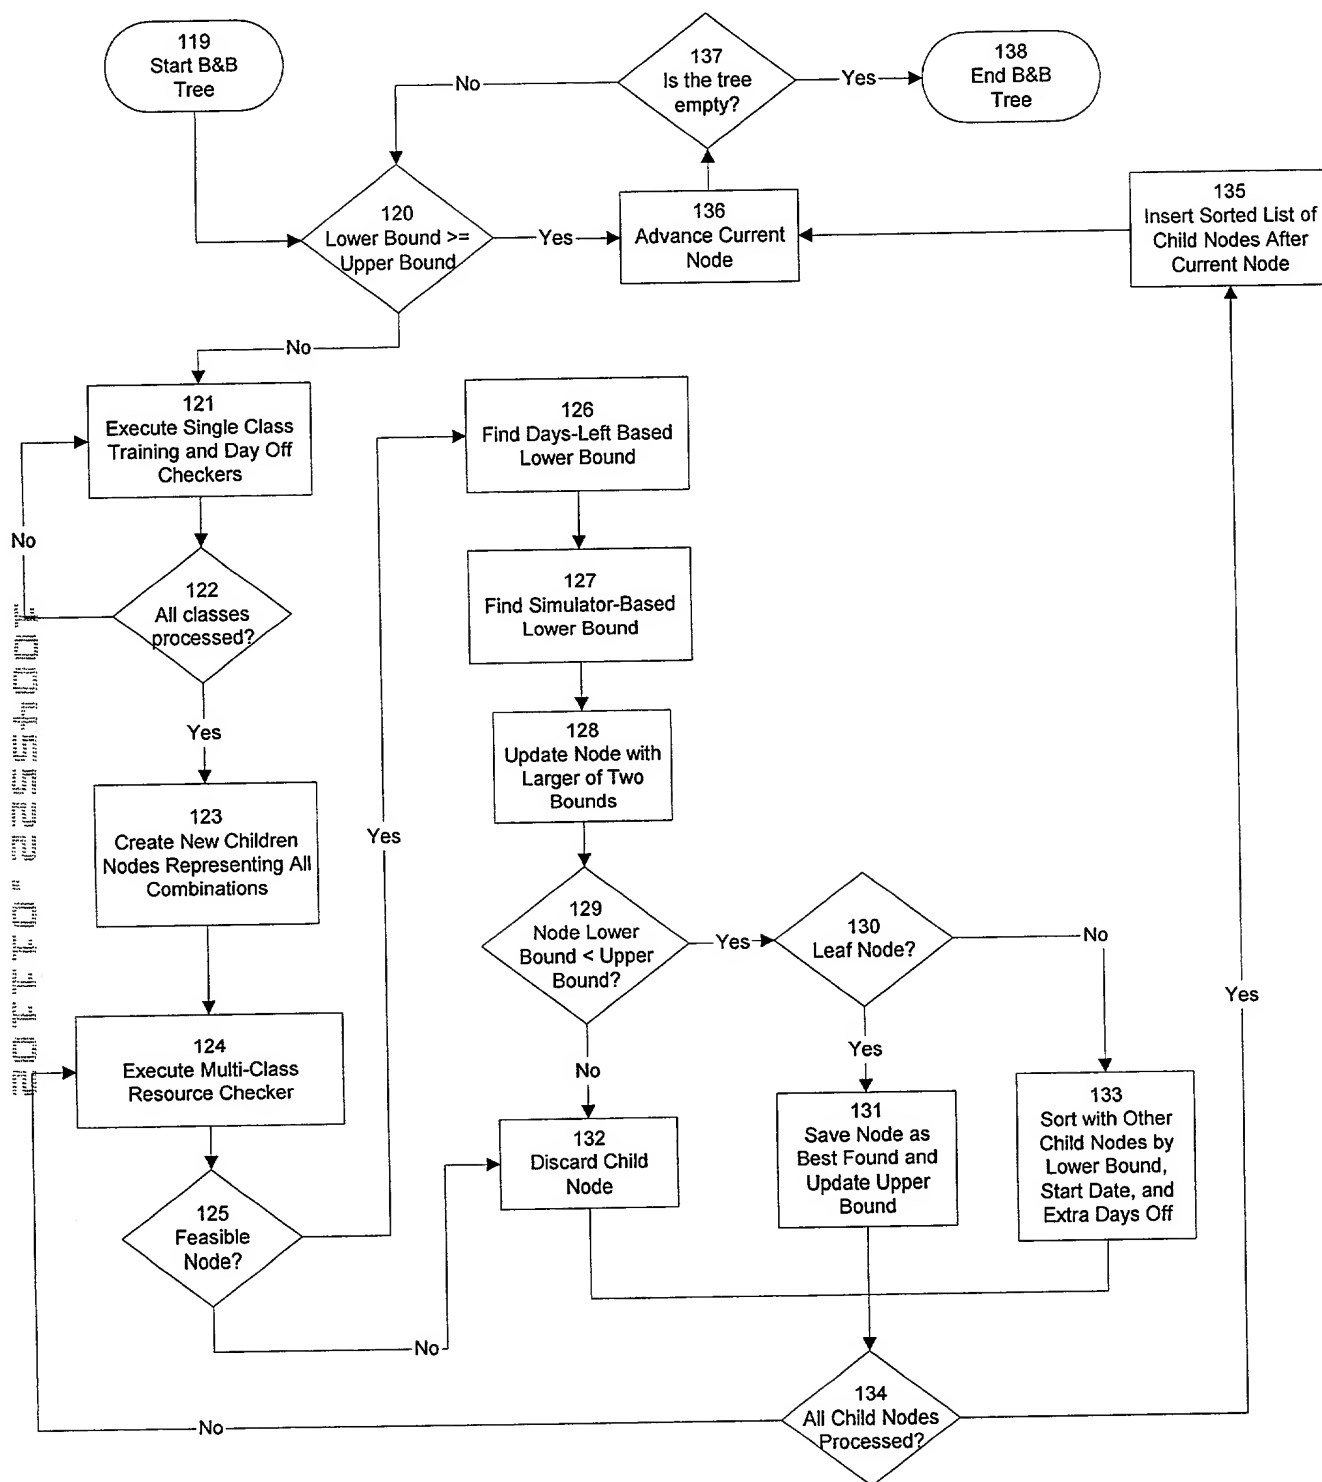 119
Start B&B
Tree
137
Is the tree
empty?
138
End B&B
Tree
No
Yes
120
Lower Bound >=
Upper Bound
Yes
136
Advance Current
Node
135
Insert Sorted List of
Child Nodes After
Current Node
No
121
Execute Single Class
Training and Day Off
Checkers
126
Find Days-Left Based
Lower Bound
No
122
All classes
processed?
127
Find Simulator-Based
Lower Bound
Yes
128
Update Node with
Larger of Two
Bounds
123
Create New Children
Nodes Representing All
Combinations
Yes
129
Node Lower
Bound < Upper
Bound?
Yes
130
Leaf Node?
No
Yes
124
Execute Multi-Class
Resource Checker
No
Yes
132
Discard Child
Node
131
Save Node as
Best Found and
Update Upper
Bound
133
Sort with Other
Child Nodes by
Lower Bound,
Start Date, and
Extra Days Off
125
Feasible
Node?
No
134
All Child Nodes
Processed?
No
10045522.011102